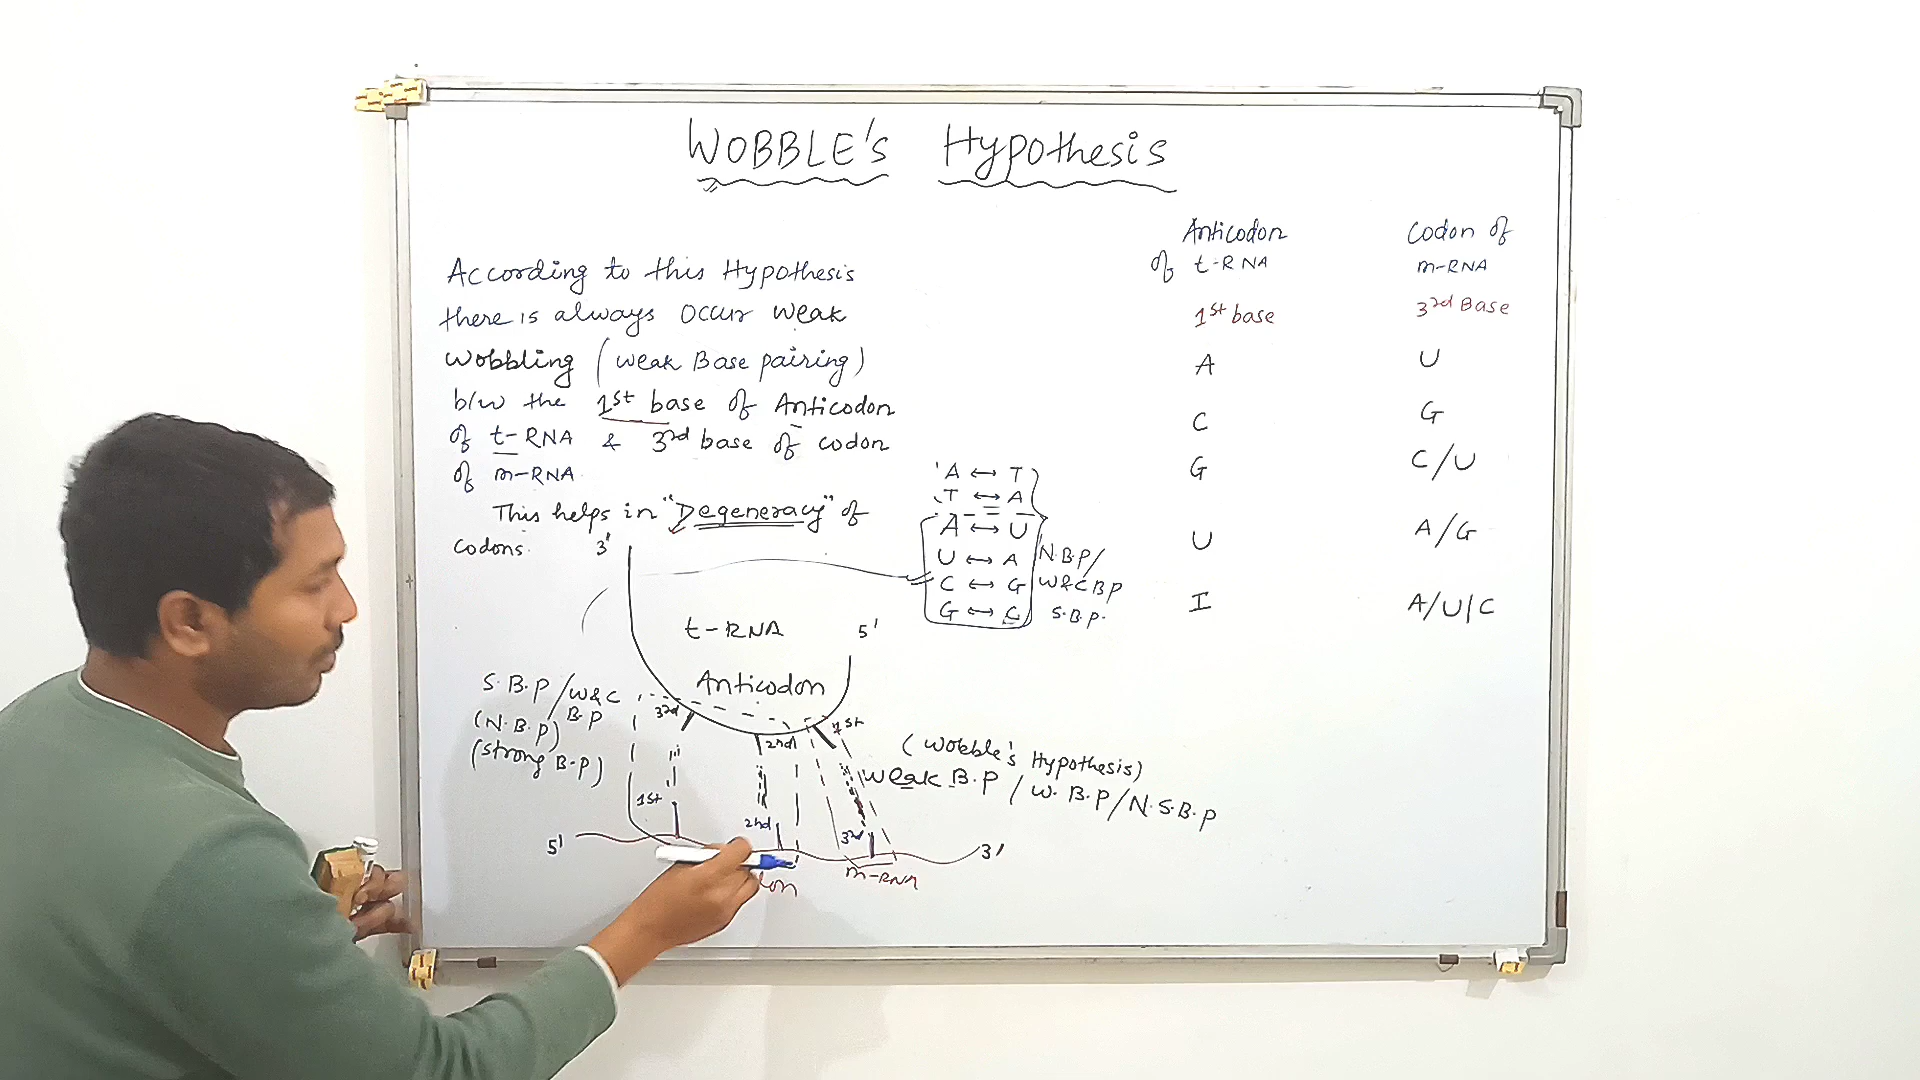 WOBBLE's Hypothesis
According to this Hypothesis
there is always occur weak
Wobbling (weak Base pairing)
b/w the 1st base of Anticodon
of t-RNA & 3rd base of codon
of m-RNA.
This helps in "Degeneracy" of
codons.
3'
t-RNA 5'
Anticodon
S.B.P/W&C
B.P
(N.B.P)
(strong B.P)
3rd
2nd
1st
1st
2nd
3rd
5'
3'
m-RNA
(Wobble's Hypothesis)
weak B.P / W.B.P/N.S.B.P
A ↔ T
T ↔ A
A ↔ U
U ↔ A
C ↔ G
G ↔ C
N.B.P/
W&C B P
S.B.P.
Anticodon
of t-RNA
1st base
A
C
G
U
I
Codon of
m-RNA
3rd Base
U
G
C/U
A/G
A/U/C